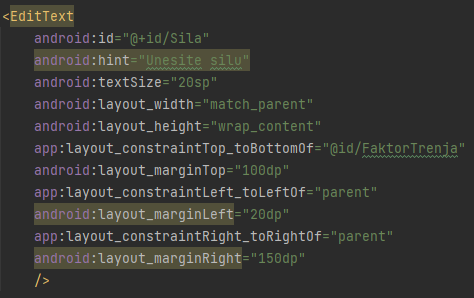 <EditText
android:id="@+id/Sila"
android:hint="Unesite silu"
android:textSize="20sp"
android:layout_width="match_parent"
android:layout_height="wrap_content"
app:layout_constraintTop_toBottomOf="@id/FaktorTrenja"
android:layout_marginTop="100dp"
app:layout_constraintLeft_toLeftOf="parent"
android:layout_marginLeft="20dp"
app:layout_constraintRight_toRightOf="parent"
android:layout_marginRight="150dp"
/>